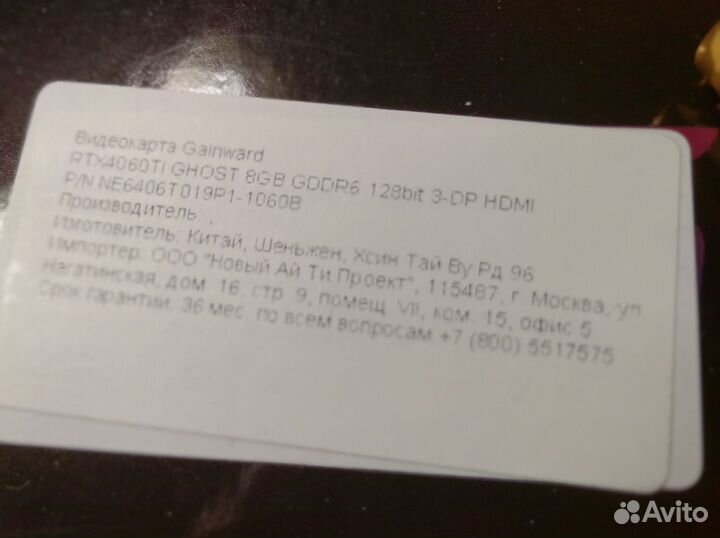 Видеокарта Gainward
RTX4060TI GHOST 8GB GDDR6 128bit 3-DP HDMI
P/N NE6406T019P1-1060B
Производитель: ,
Изготовитель: Китай, Шеньжен, Хсин Тай Ву Рд 96
Импортер: ООО "Новый Ай Ти Проект", 115487, г. Москва, ул.
Нагатинская, дом. 16, стр. 9, помещ. VII, ком. 15, офис 5
Срок гарантии: 36 мес. по всем вопросам +7 (800) 5517575
Avito